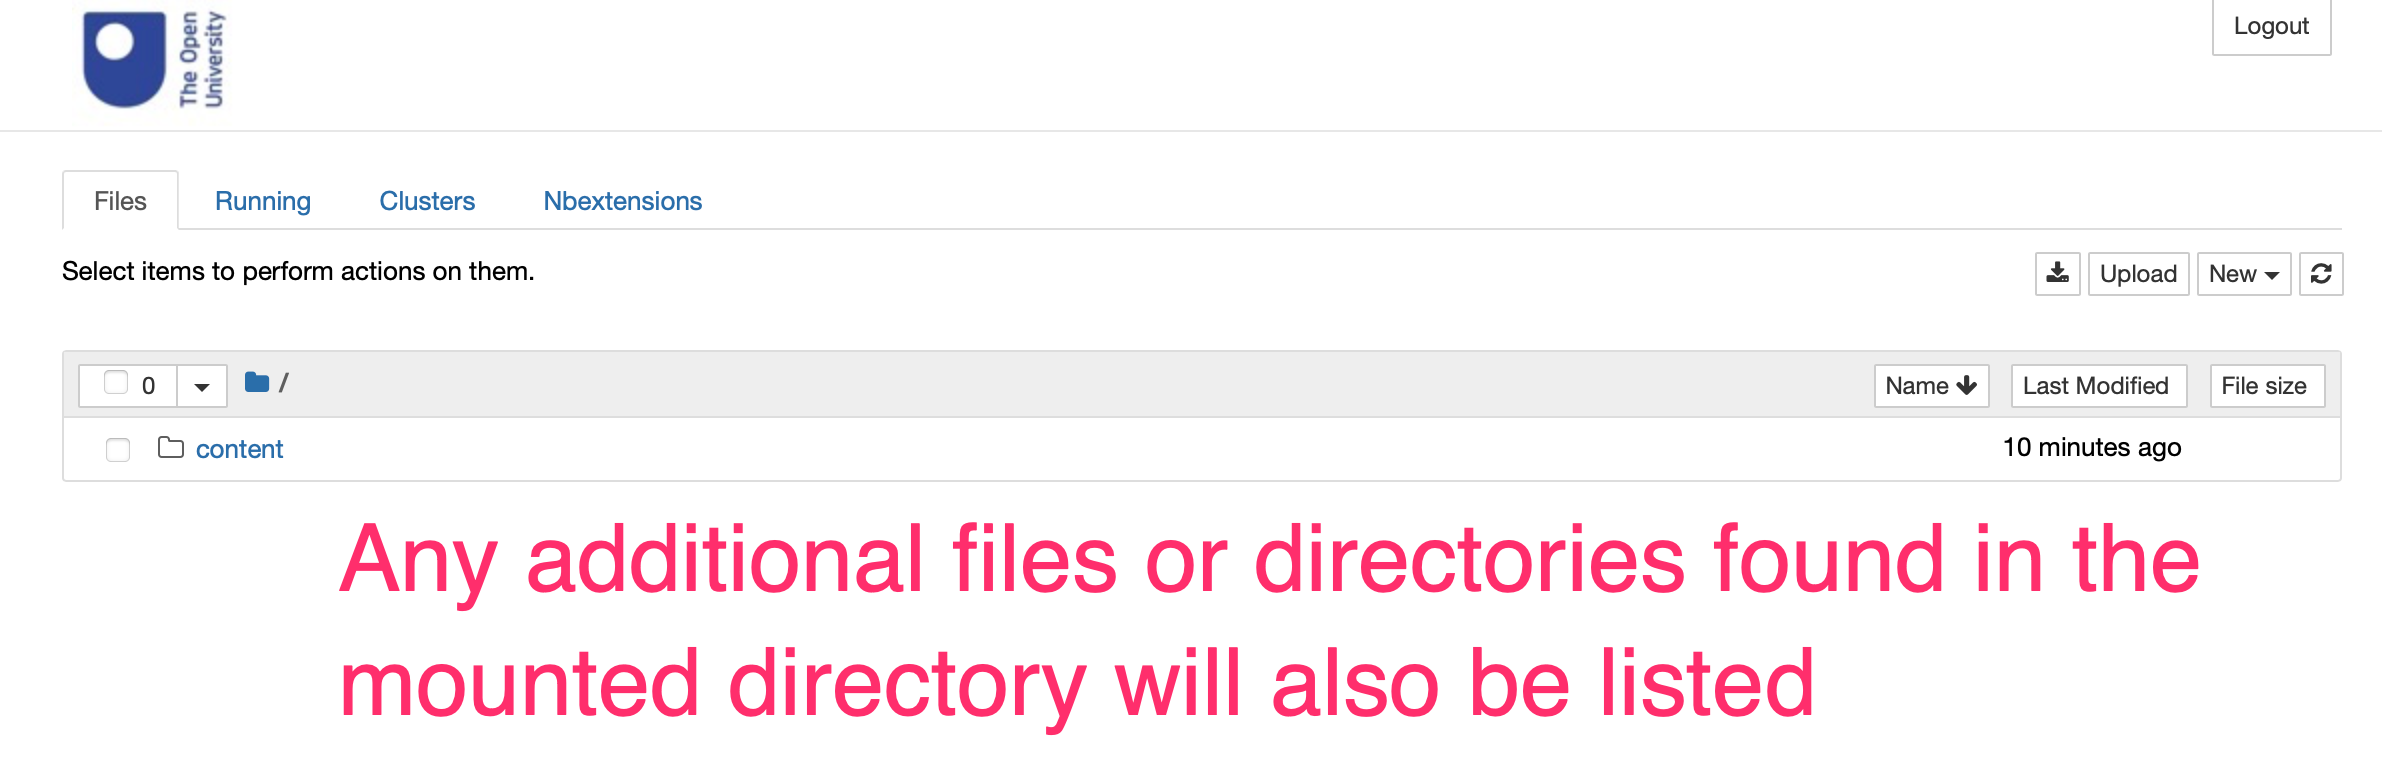 The Open
University
Logout
Files Running Clusters Nbextensions
Select items to perform actions on them.
Upload New
0 / Name Last Modified File size
content 10 minutes ago
Any additional files or directories found in the
mounted directory will also be listed